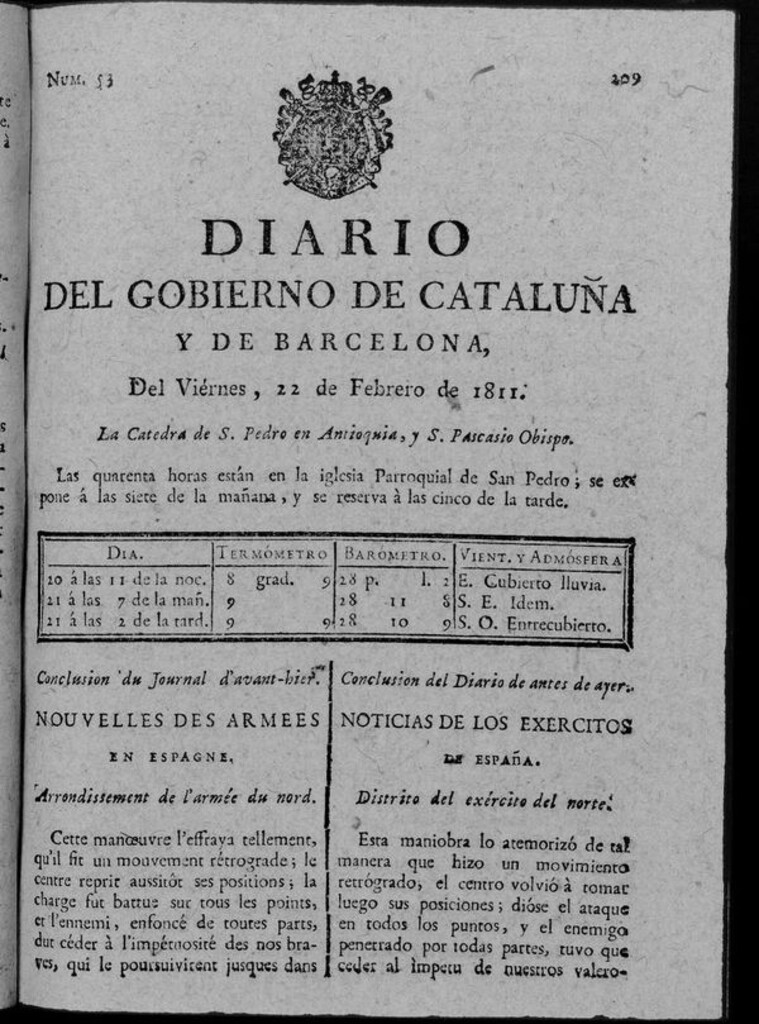 Num. 53
209
DIARIO
DEL GOBIERNO DE CATALUÑA
Y DE BARCELONA,
Del Viérnes, 22 de Febrero de 1811.
La Catedra de S. Pedro en Antioquia, y S. Pascasio Obispo.
Las quarenta horas están en la iglesia Parroquial de San Pedro; se ex-
pone á las siete de la mañana, y se reserva à las cinco de la tarde.
Dia. Termómetro Barómetro. Vient. y Admósfera
20 á las 11 de la noc. 8 grad. 9 28 p. l. 2 E. Cubierto lluvia.
21 á las 7 de la mañ. 9 28 11 8 S. E. Idem.
21 á las 2 de la tard. 9 9 28 10 9 S. O. Entrecubierto.
Conclusion du Journal d'avant-hier.
NOUVELLES DES ARMEES
EN ESPAGNE.
Arrondissement de l'armée du nord.
Cette manœuvre l'effraya tellement,
qu'il fit un mouvement rétrograde; le
centre reprit aussitôt ses positions; la
charge fut battue sur tous les points,
et l'ennemi, enfoncé de toutes parts,
dut céder à l'impétuosité des nos bra-
ves, qui le poursuivirent jusques dans
Conclusion del Diario de antes de ayer.
NOTICIAS DE LOS EXERCITOS
DE ESPAñA.
Distrito del exército del norte.
Esta maniobra lo atemorizó de tal
manera que hizo un movimiento
retrógrado, el centro volvió à tomar
luego sus posiciones; dióse el ataque
en todos los puntos, y el enemigo
penetrado por todas partes, tuvo que
ceder al ìmpetu de nuestros valero-